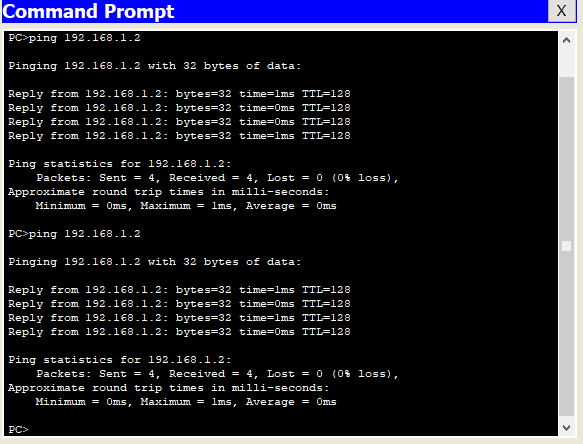 Command Prompt
X
PC>ping 192.168.1.2
Pinging 192.168.1.2 with 32 bytes of data:
Reply from 192.168.1.2: bytes=32 time=1ms TTL=128
Reply from 192.168.1.2: bytes=32 time=0ms TTL=128
Reply from 192.168.1.2: bytes=32 time=0ms TTL=128
Reply from 192.168.1.2: bytes=32 time=1ms TTL=128
Ping statistics for 192.168.1.2:
Packets: Sent = 4, Received = 4, Lost = 0 (0% loss),
Approximate round trip times in milli-seconds:
Minimum = 0ms, Maximum = 1ms, Average = 0ms
PC>ping 192.168.1.2
Pinging 192.168.1.2 with 32 bytes of data:
Reply from 192.168.1.2: bytes=32 time=1ms TTL=128
Reply from 192.168.1.2: bytes=32 time=0ms TTL=128
Reply from 192.168.1.2: bytes=32 time=1ms TTL=128
Reply from 192.168.1.2: bytes=32 time=0ms TTL=128
Ping statistics for 192.168.1.2:
Packets: Sent = 4, Received = 4, Lost = 0 (0% loss),
Approximate round trip times in milli-seconds:
Minimum = 0ms, Maximum = 1ms, Average = 0ms
PC>